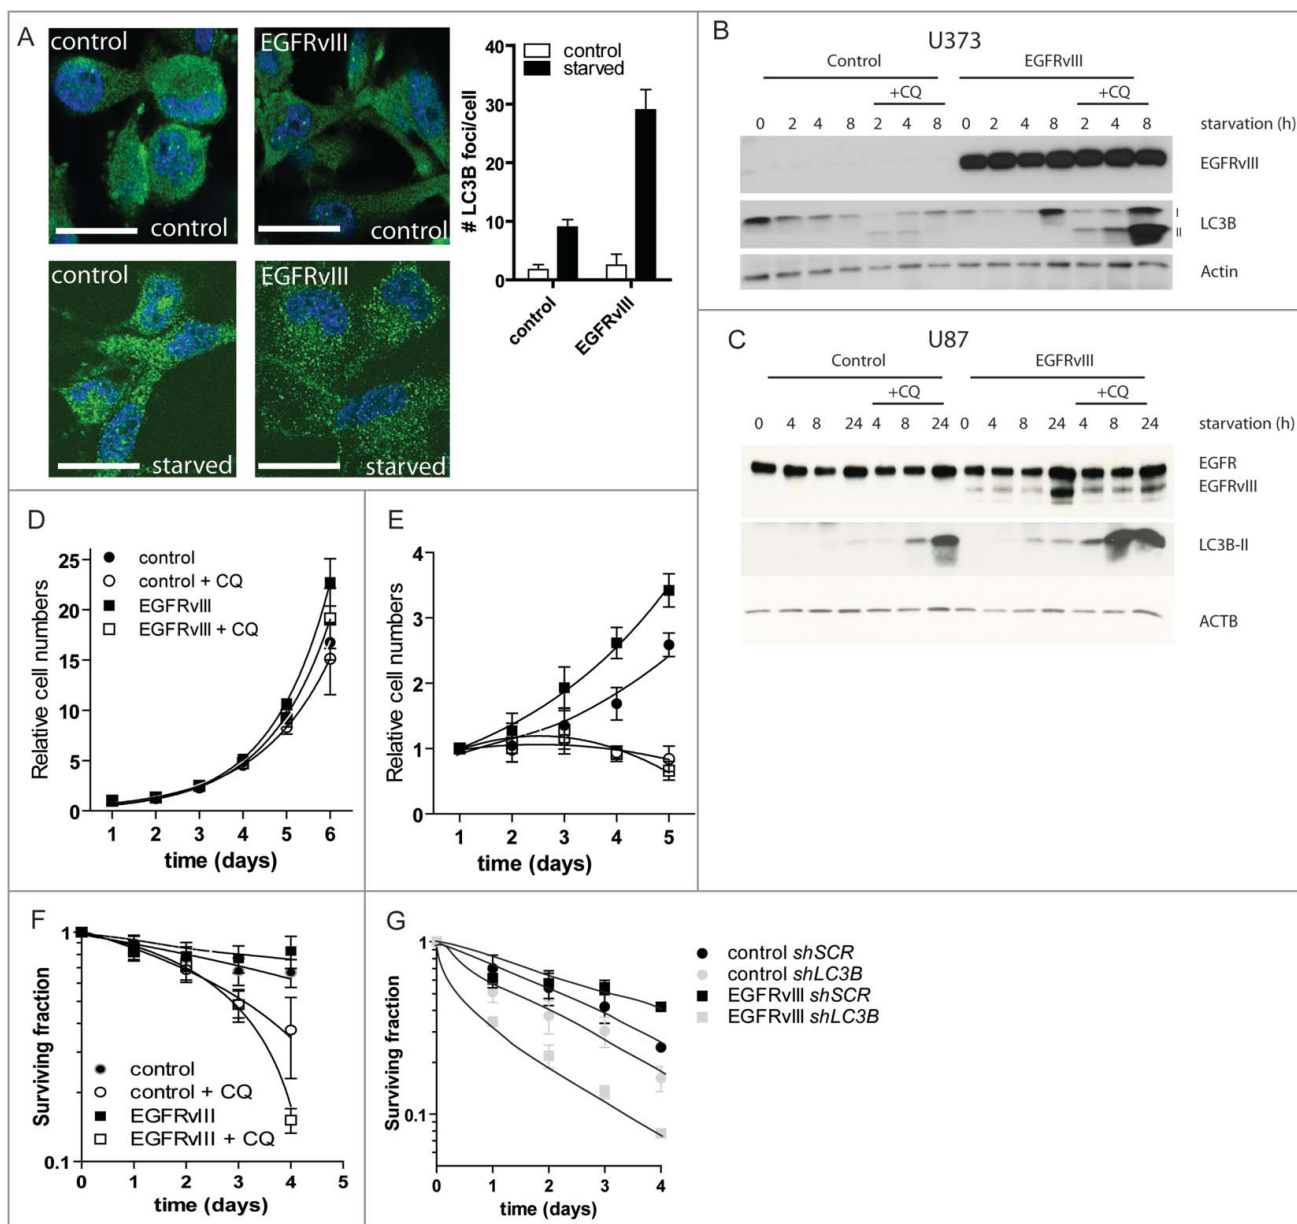 A
control
control
EGFRvIII
control
control
starved
EGFRvIII
starved
# LC3B foci/cell
40
30
20
10
0
control
starved
control
EGFRvIII
B
U373
Control
EGFRvIII
+CQ
+CQ
0 2 4 8 2 4 8 0 2 4 8 2 4 8 starvation (h)
EGFRvIII
I
II
LC3B
Actin
C
U87
Control
EGFRvIII
+CQ
+CQ
0 4 8 24 4 8 24 0 4 8 24 4 8 24 starvation (h)
EGFR
EGFRvIII
LC3B-II
ACTB
D
Relative cell numbers
25
20
15
10
5
0
control
control + CQ
EGFRvIII
EGFRvIII + CQ
1 2 3 4 5 6
time (days)
E
Relative cell numbers
4
3
2
1
0
1 2 3 4 5
time (days)
F
Surviving fraction
1
0.1
control
control + CQ
EGFRvIII
EGFRvIII + CQ
0 1 2 3 4 5
time (days)
G
Surviving fraction
1
0.1
0 1 2 3 4
time (days)
control shSCR
control shLC3B
EGFRvIII shSCR
EGFRvIII shLC3B